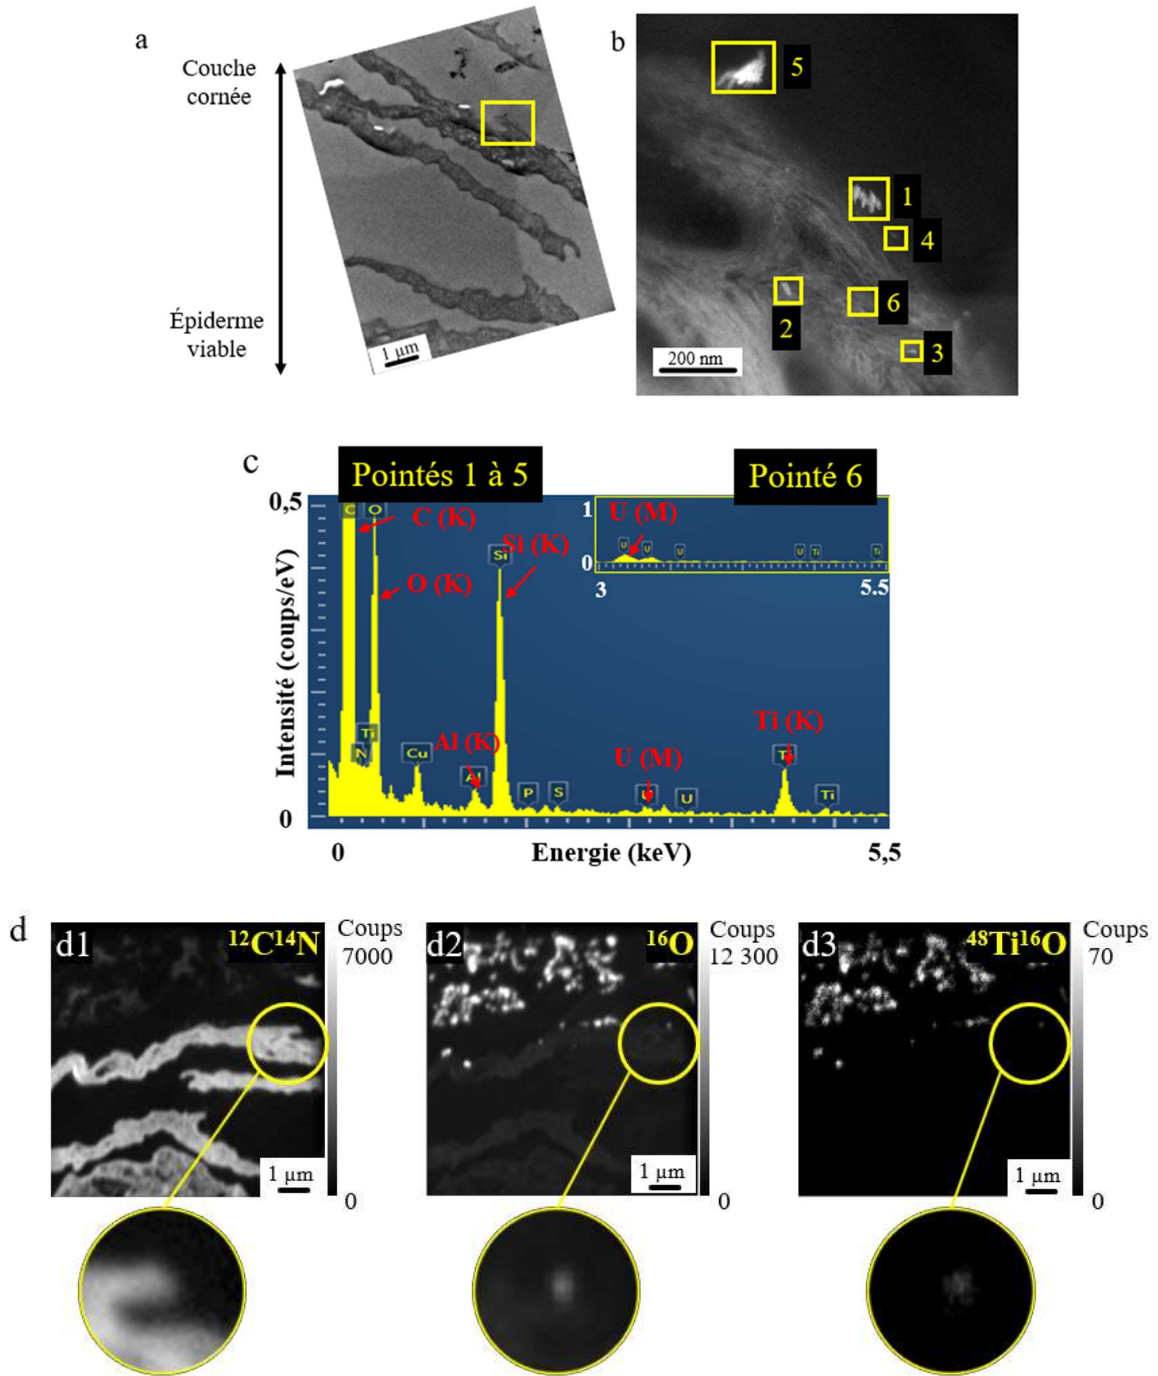 a
Couche
cornée
Épiderme
viable
1 µm
b
5
1
4
6
2
3
200 nm
c
Pointés 1 à 5
Pointé 6
0,5
Intensité (coups/eV)
0
C
O
C (K)
Si (K)
Si
O (K)
Ti
N
Cu
Al (K)
Al
P
S
U (M)
U
U
Ti (K)
Ti
Ti
1
U (M)
U
U
U
U
Ti
Ti
0
3
5.5
0
Energie (keV)
5,5
d
d1
12C14N
Coups
7000
1 µm
0
d2
16O
Coups
12 300
1 µm
0
d3
48Ti16O
Coups
70
1 µm
0